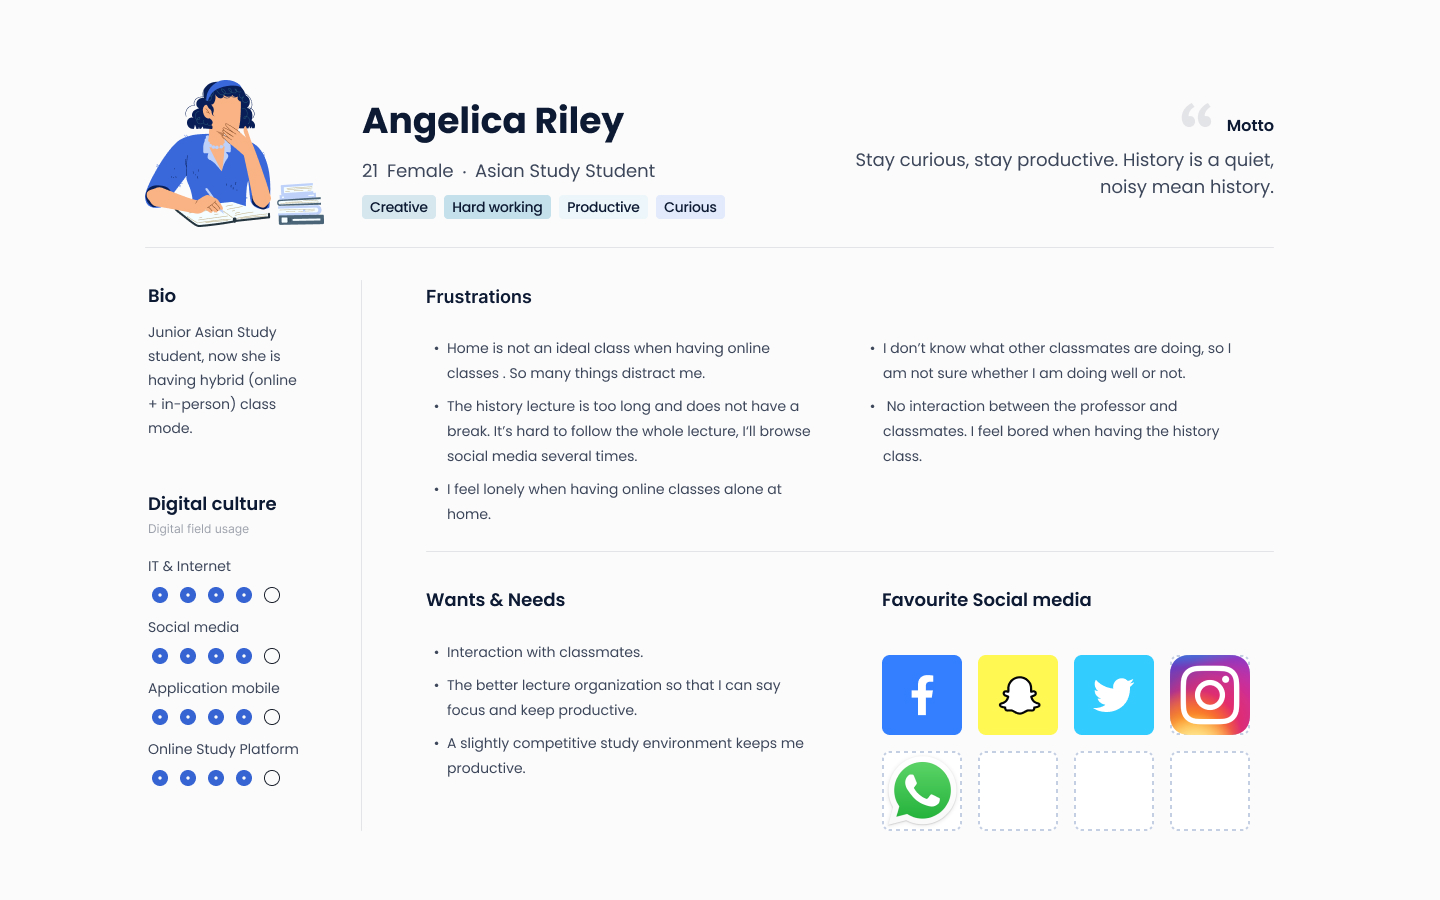 Angelica Riley
21 Female · Asian Study Student
Creative Hard working Productive Curious
“ Motto
Stay curious, stay productive. History is a quiet,
noisy mean history.
Bio
Junior Asian Study
student, now she is
having hybrid (online
+ in-person) class
mode.
Digital culture
Digital field usage
IT & Internet
Social media
Application mobile
Online Study Platform
Frustrations
• Home is not an ideal class when having online
classes . So many things distract me.
• The history lecture is too long and does not have a
break. It’s hard to follow the whole lecture, I’ll browse
social media several times.
• I feel lonely when having online classes alone at
home.
• I don’t know what other classmates are doing, so I
am not sure whether I am doing well or not.
• No interaction between the professor and
classmates. I feel bored when having the history
class.
Wants & Needs
• Interaction with classmates.
• The better lecture organization so that I can say
focus and keep productive.
• A slightly competitive study environment keeps me
productive.
Favourite Social media